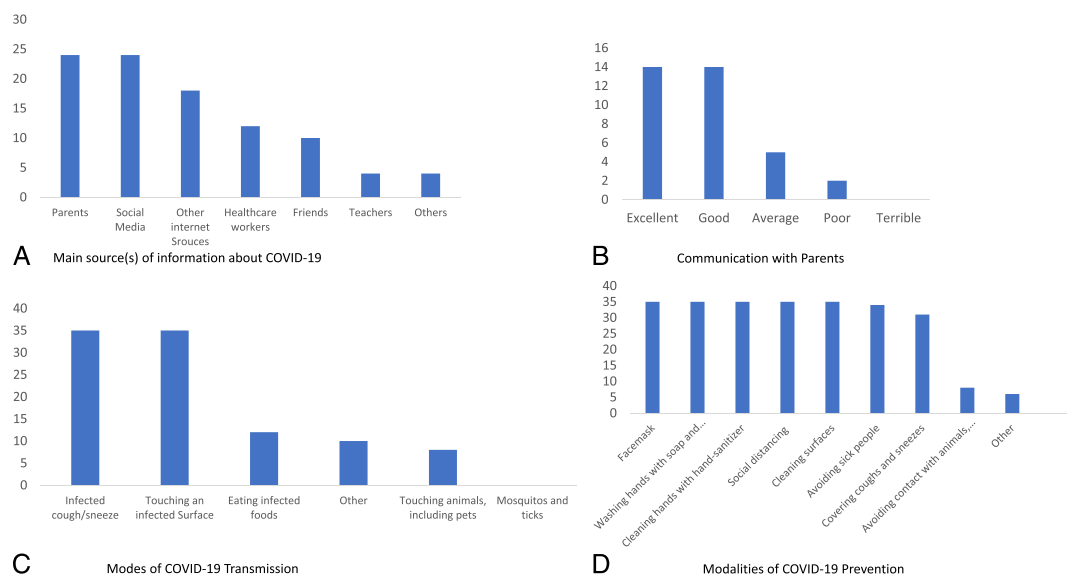 30
25
20
15
10
5
0
Parents
Social
Media
Other
internet
Srouces
Healthcare
workers
Friends
Teachers
Others
A
Main source(s) of information about COVID-19
16
14
12
10
8
6
4
2
0
Excellent
Good
Average
Poor
Terrible
B
Communication with Parents
40
35
30
25
20
15
10
5
0
Infected
cough/sneeze
Touching an
infected Surface
Eating infected
foods
Other
Touching animals,
including pets
Mosquitos and
ticks
C
Modes of COVID-19 Transmission
40
35
30
25
20
15
10
5
0
Facemask
Washing hands with soap and...
Cleaning hands with hand-sanitizer
Social distancing
Cleaning surfaces
Avoiding sick people
Covering coughs and sneezes
Avoiding contact with animals,...
Other
D
Modalities of COVID-19 Prevention